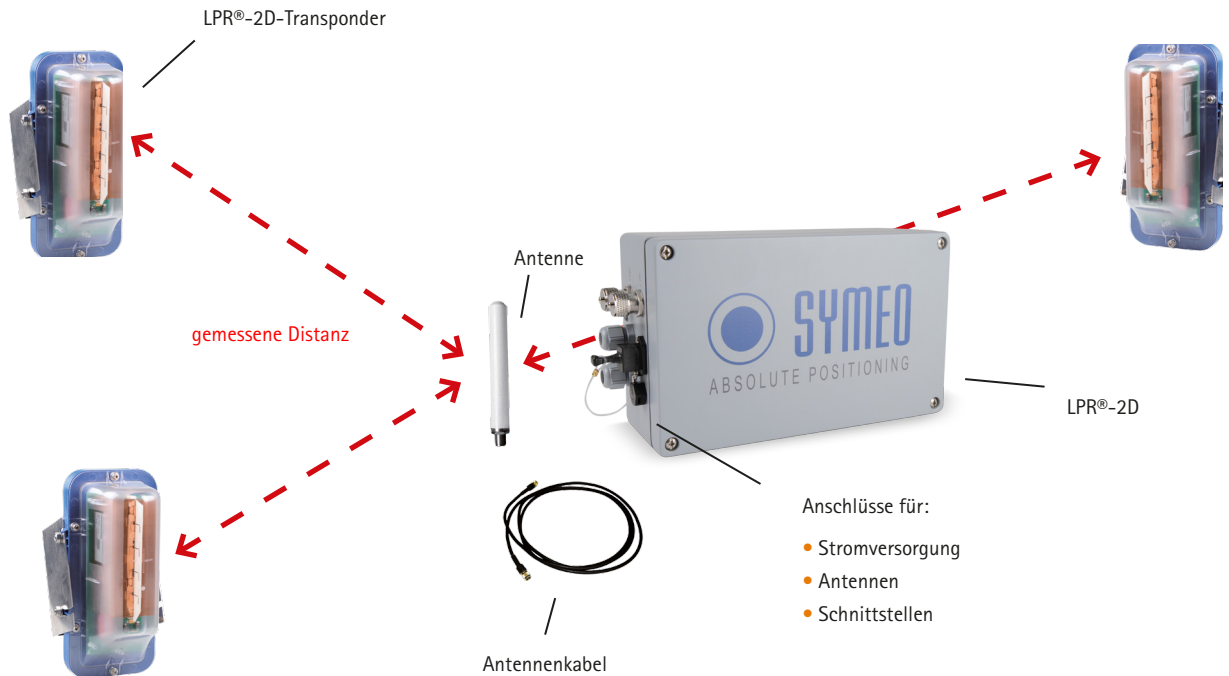 LPR®-2D-Transponder
Antenne
gemessene Distanz
SYMEO
ABSOLUTE POSITIONING
LPR®-2D
Anschlüsse für:
• Stromversorgung
• Antennen
• Schnittstellen
Antennenkabel